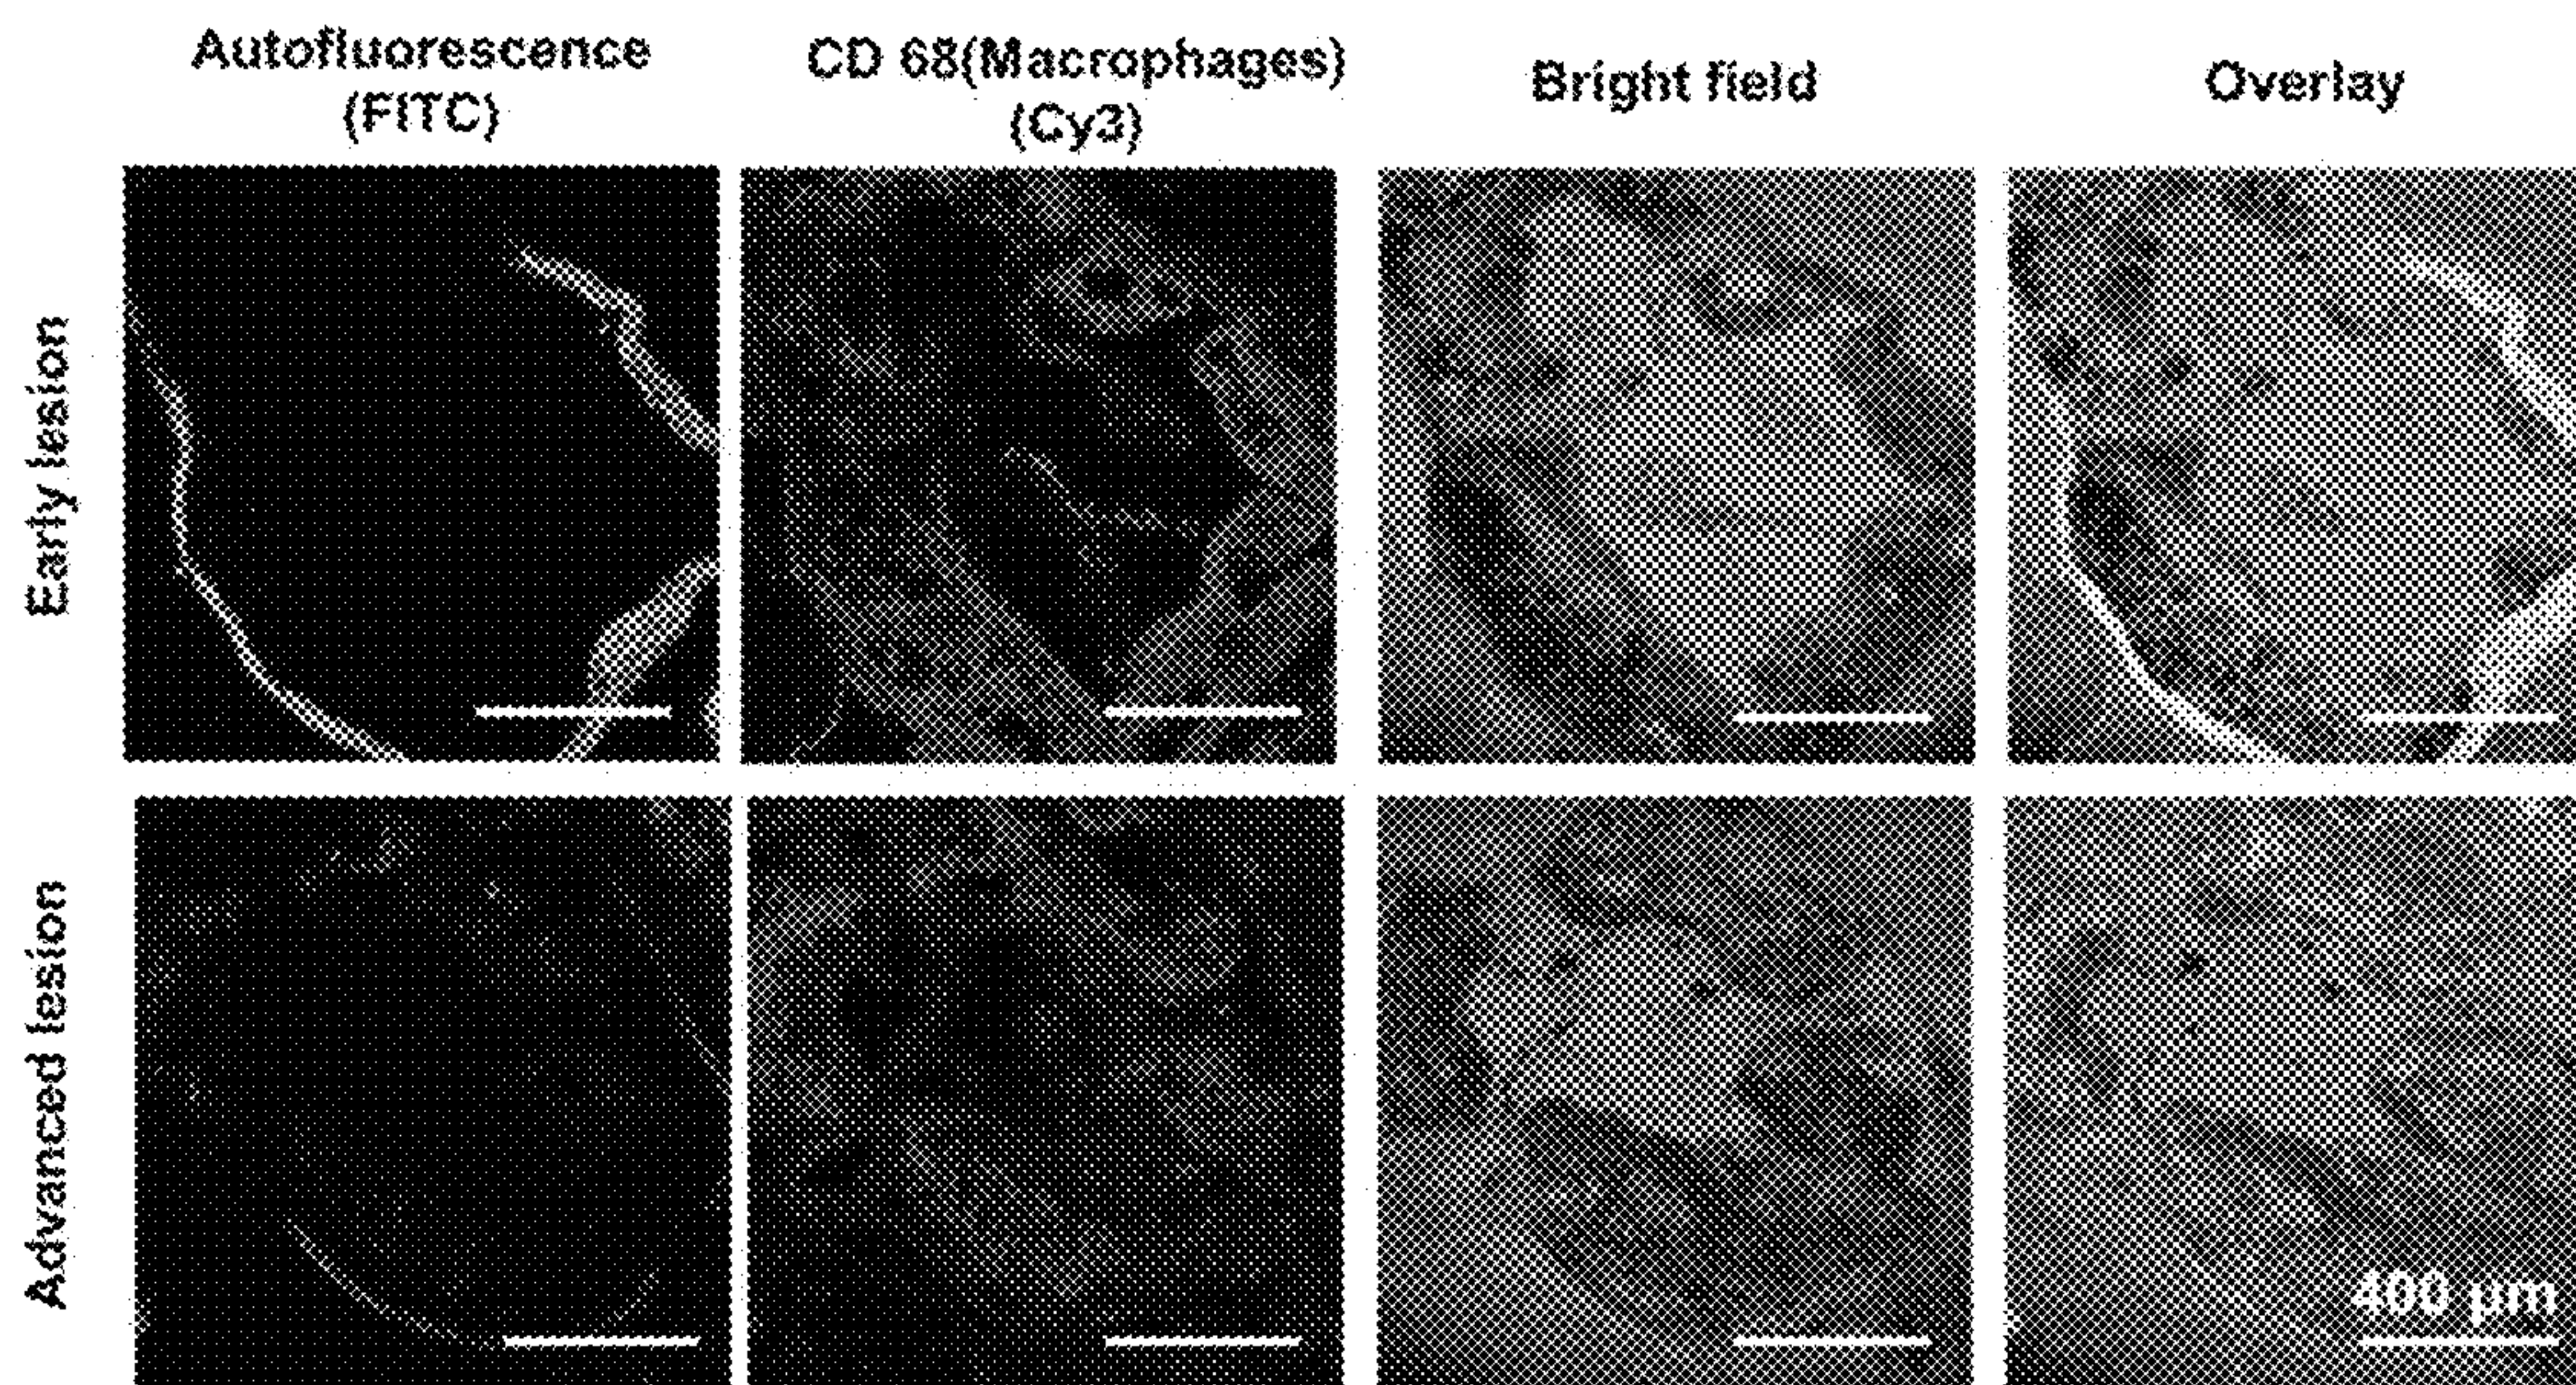 Autofluorescence
(FITC)
CD 68(Macrophages)
(Cy3)
Bright field
Overlay
Early lesion
Advanced lesion
400 µm